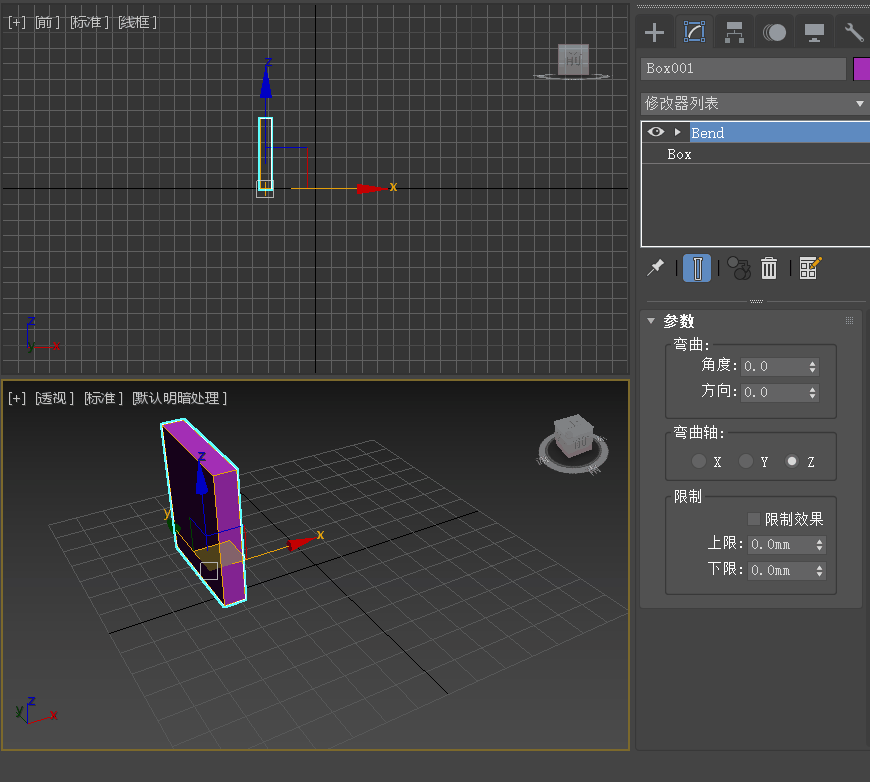 [+] [前] [标准] [线框]
z
前
x
z
y
x
[+] [透视] [标准] [默认明暗处理]
z
y
x
前
z
y
x
Box001
修改器列表
Bend
Box
参数
弯曲:
角度: 0.0
方向: 0.0
弯曲轴:
X Y Z
限制
限制效果
上限: 0.0mm
下限: 0.0mm